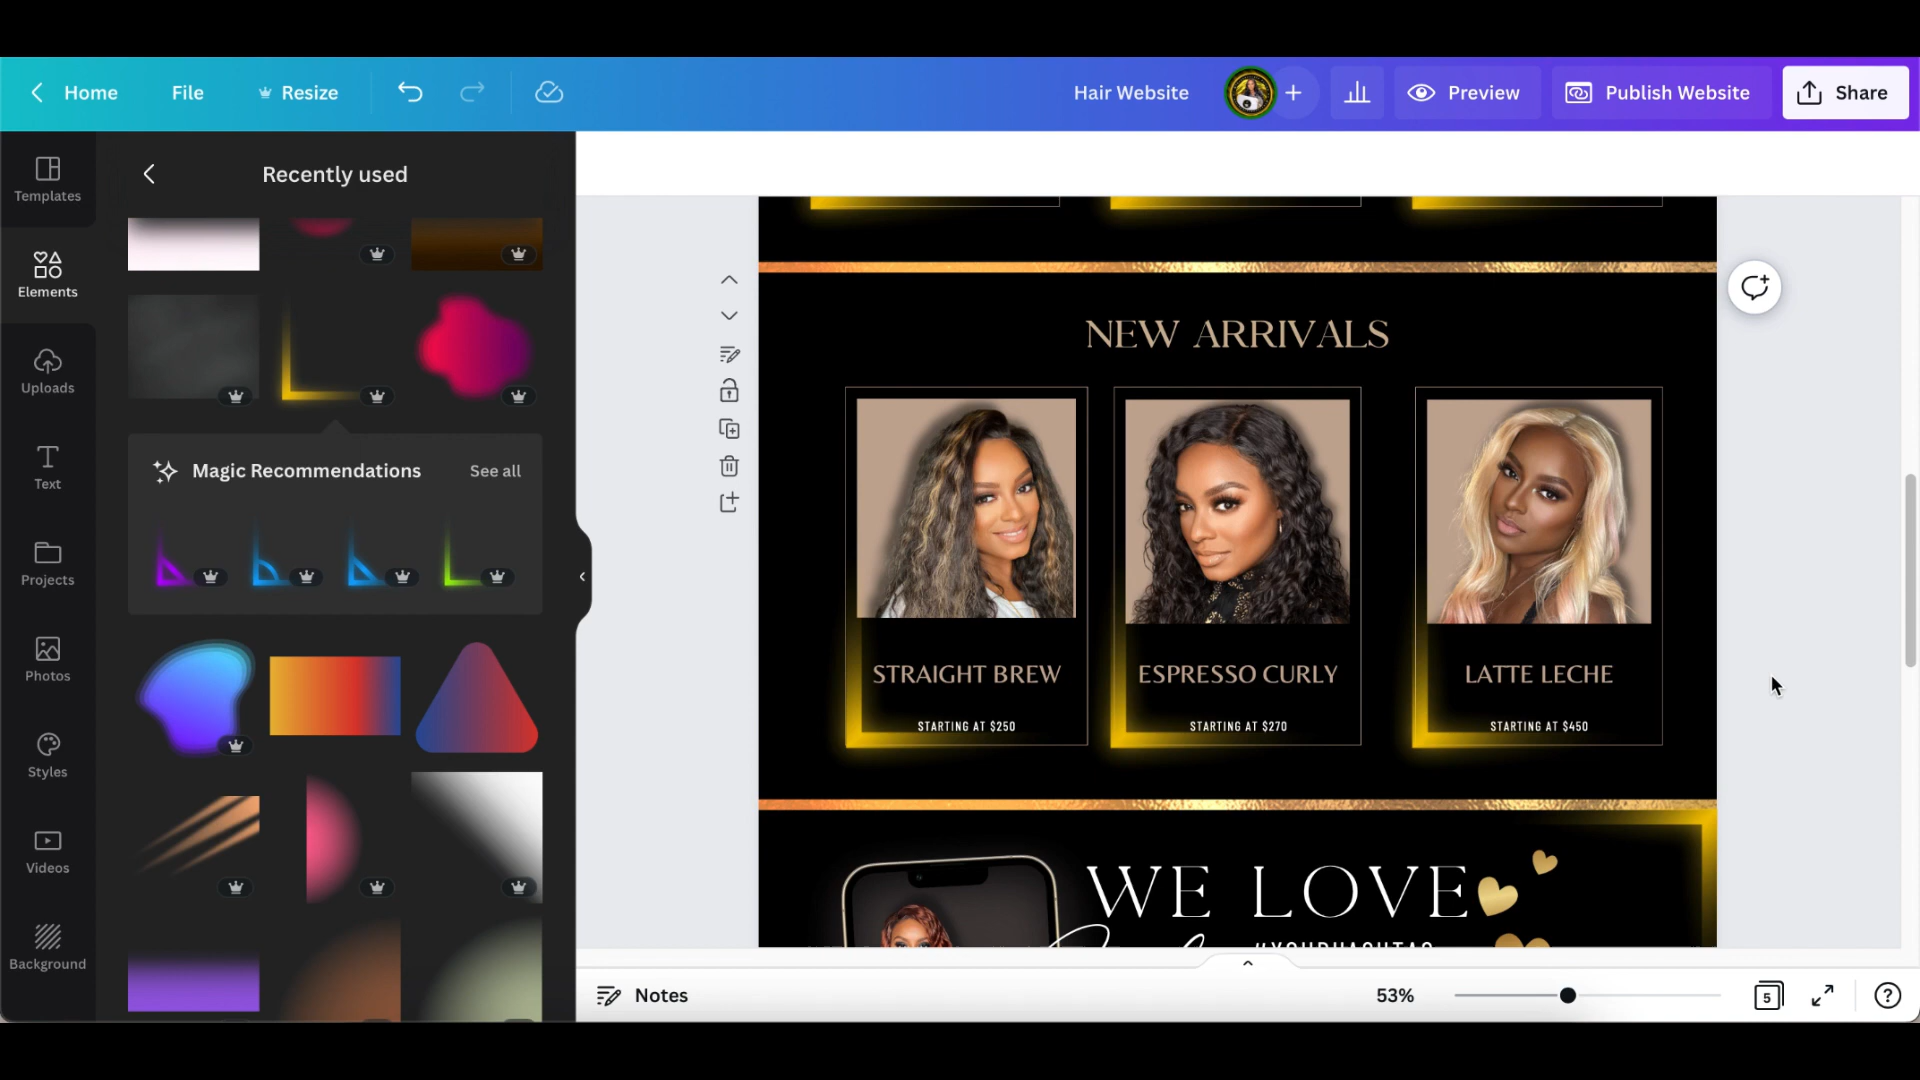 Home
File
Resize
Hair Website
Preview
Publish Website
Share
Templates
Elements
Uploads
Text
Projects
Photos
Styles
Videos
Background
Recently used
Magic Recommendations
See all
NEW ARRIVALS
STRAIGHT BREW
STARTING AT $250
ESPRESSO CURLY
STARTING AT $270
LATTE LECHE
STARTING AT $450
WE LOVE
Notes
53%
5